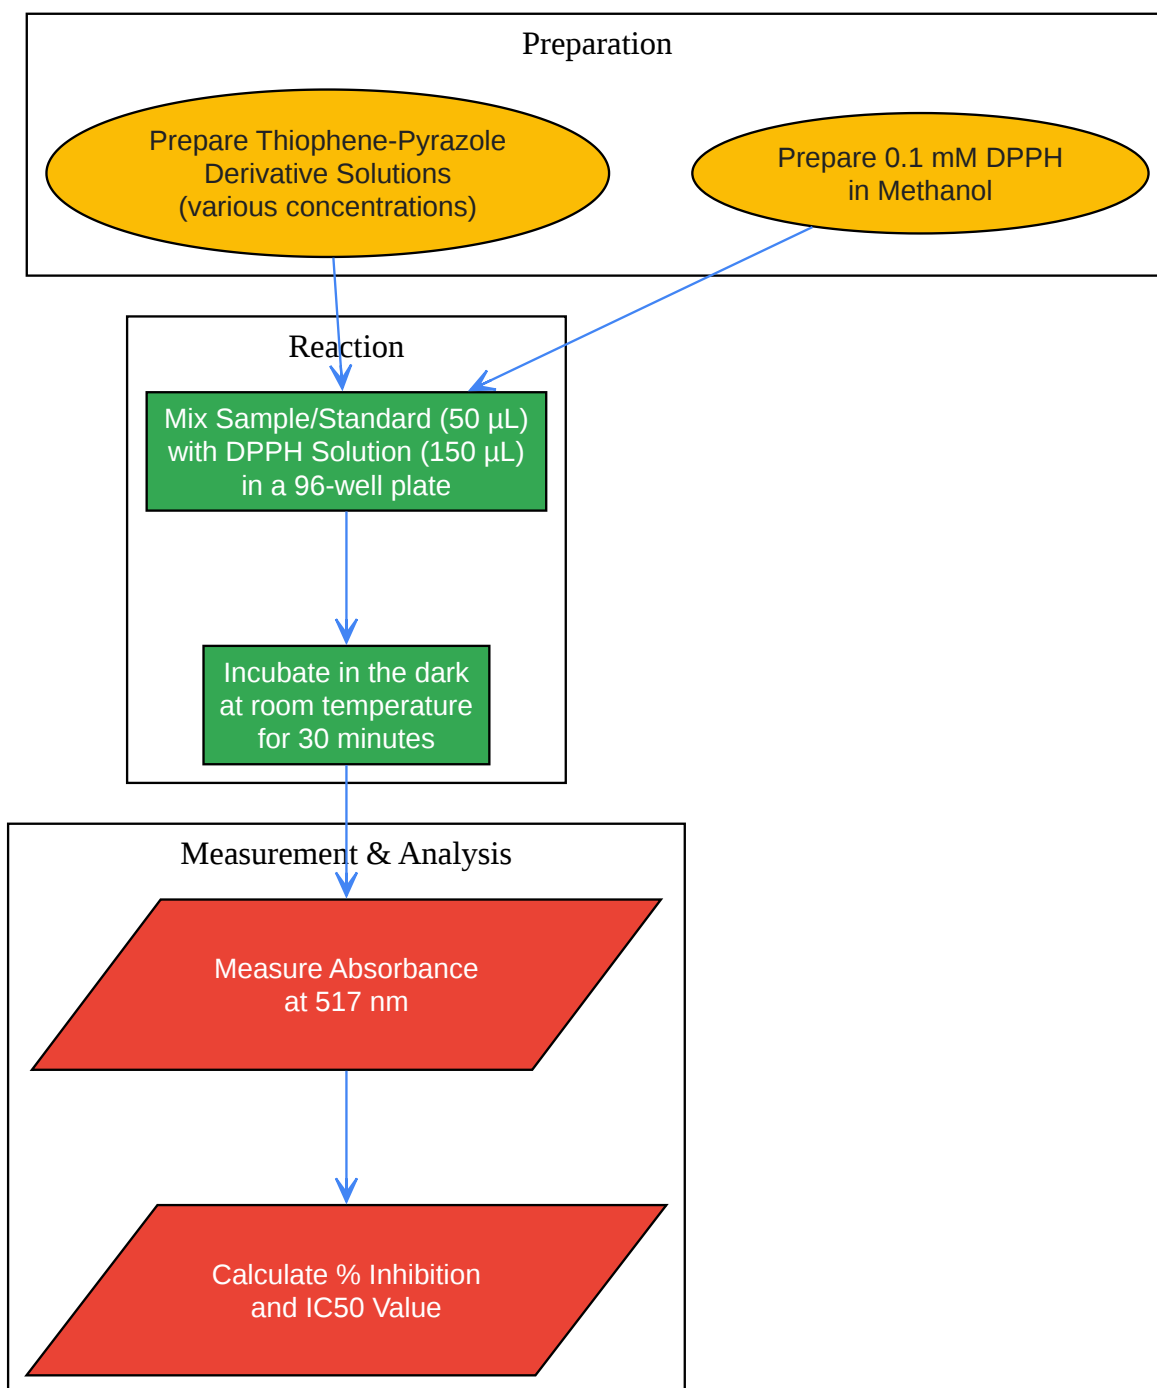 Preparation
Prepare Thiophene-Pyrazole
Derivative Solutions
(various concentrations)
Prepare 0.1 mM DPPH
in Methanol
Reaction
Mix Sample/Standard (50 µL)
with DPPH Solution (150 µL)
in a 96-well plate
Incubate in the dark
at room temperature
for 30 minutes
Measurement & Analysis
Measure Absorbance
at 517 nm
Calculate % Inhibition
and IC50 Value